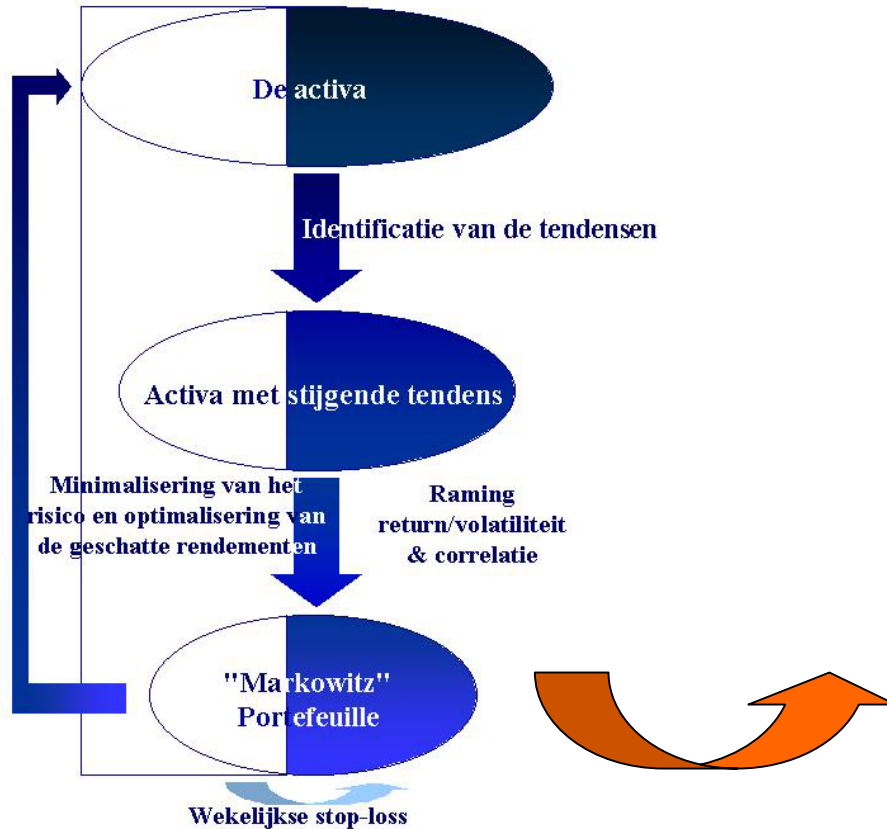 De activa
Identificatie van de tendensen
Activa met stijgende tendens
Minimalisering van het
risico en optimalisering van
de geschatte rendementen
Raming
return/volatiliteit
& correlatie
"Markowitz"
Portefeuille
Wekelijkse stop-loss